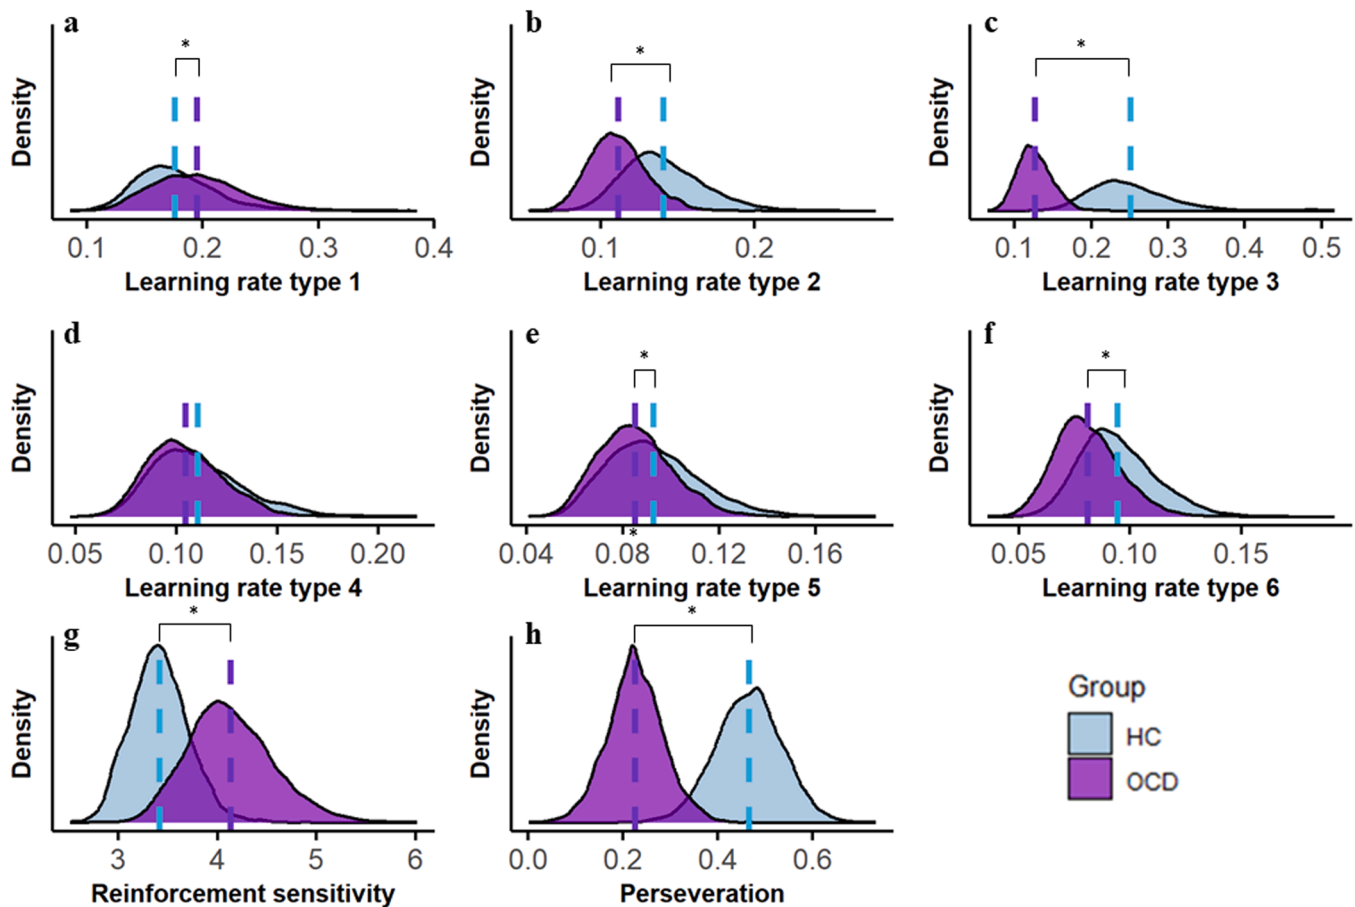 a
*
Density
0.1 0.2 0.3 0.4
Learning rate type 1
b
*
Density
0.1 0.2
Learning rate type 2
c
*
Density
0.1 0.2 0.3 0.4 0.5
Learning rate type 3
d
Density
0.05 0.10 0.15 0.20
Learning rate type 4
e
*
Density
*
0.04 0.08 0.12 0.16
Learning rate type 5
f
*
Density
0.05 0.10 0.15
Learning rate type 6
g
*
Density
3 4 5 6
Reinforcement sensitivity
h
*
Density
0.0 0.2 0.4 0.6
Perseveration
Group
HC
OCD